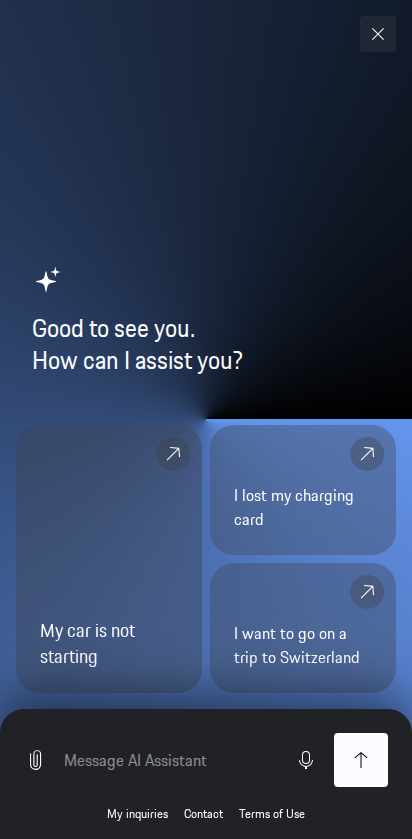 Good to see you.
How can I assist you?
I lost my charging
card
My car is not
starting
I want to go on a
trip to Switzerland
Message AI Assistant
My inquiries Contact Terms of Use